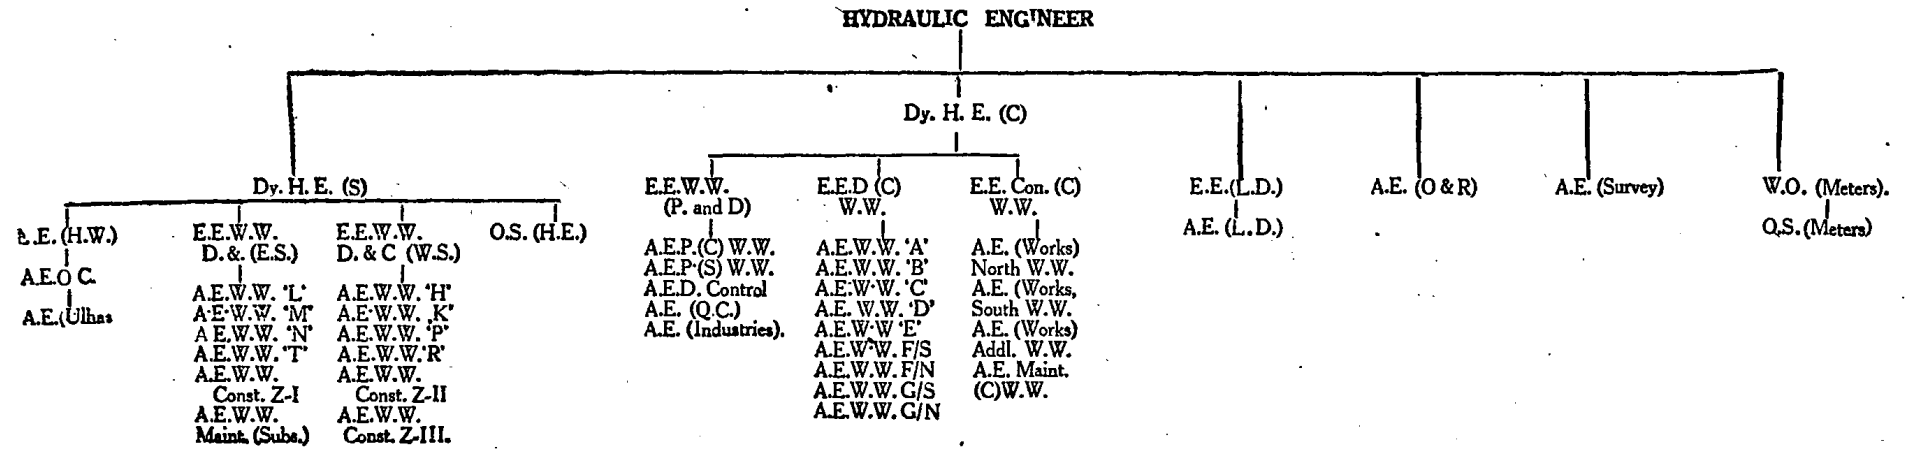 HYDRAULIC ENGINEER
Dy. H. E. (C)
Dy. H. E. (S)
E.E.W.W.
(P. and D)
E.E.D (C)
W.W.
E.E. Con. (C)
W.W.
E.E.(L.D.)
A.E. (L.D.)
A.E. (O & R)
A.E. (Survey)
W.O. (Meters).
O.S. (Meters)
E.E. (H.W.)
A.E.O C.
A.E.(Ulhas
E.E.W.W.
D. &. (E.S.)
A.E.W.W. 'L'
A.E.W.W. 'M'
A E.W.W. 'N'
A.E.W.W. 'T'
A.E.W.W.
Const. Z-I
A.E.W.W.
Maint. (Subs.)
E.E.W.W.
D. & C (W.S.)
A.E.W.W. 'H'
A.E.W.W. K'
A.E.W.W. 'P'
A.E.W.W.'R'
A.E.W.W.
Const. Z-II
A.E.W.W.
Const. Z-III.
O.S. (H.E.)
A.E.P.(C) W.W.
A.E.P.(S) W.W.
A.E.D. Control
A.E. (Q.C.)
A.E. (Industries).
A.E.W.W. 'A'
A.E.W.W. 'B'
A.E.W.W. 'C'
A.E. W.W. 'D'
A.E.W.W 'E'
A.E.W.W. F/S
A.E.W.W. F/N
A.E.W.W. G/S
A.E.W.W. G/N
A.E. (Works)
North W.W.
A.E. (Works,
South W.W.
A.E. (Works)
Addl. W.W.
A.E. Maint.
(C)W.W.